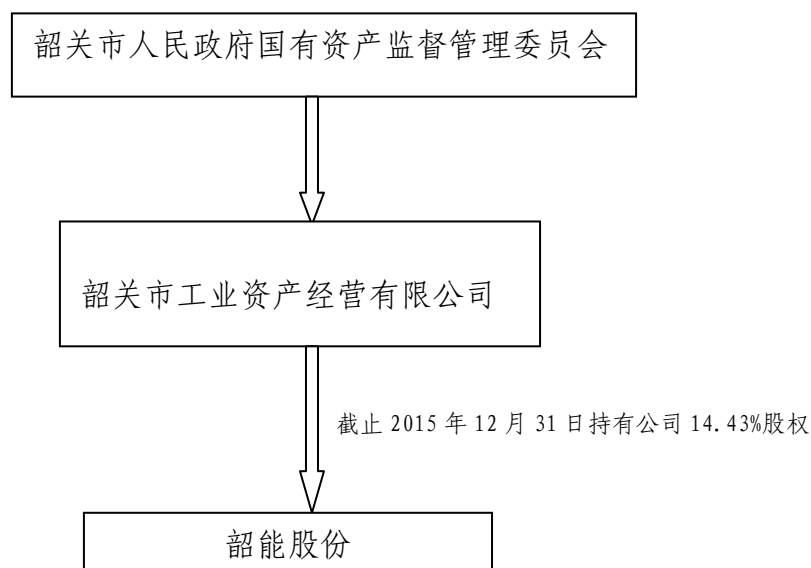 韶关市人民政府国有资产监督管理委员会
韶关市工业资产经营有限公司
截止 2015 年 12 月 31 日持有公司 14.43%股权
韶能股份